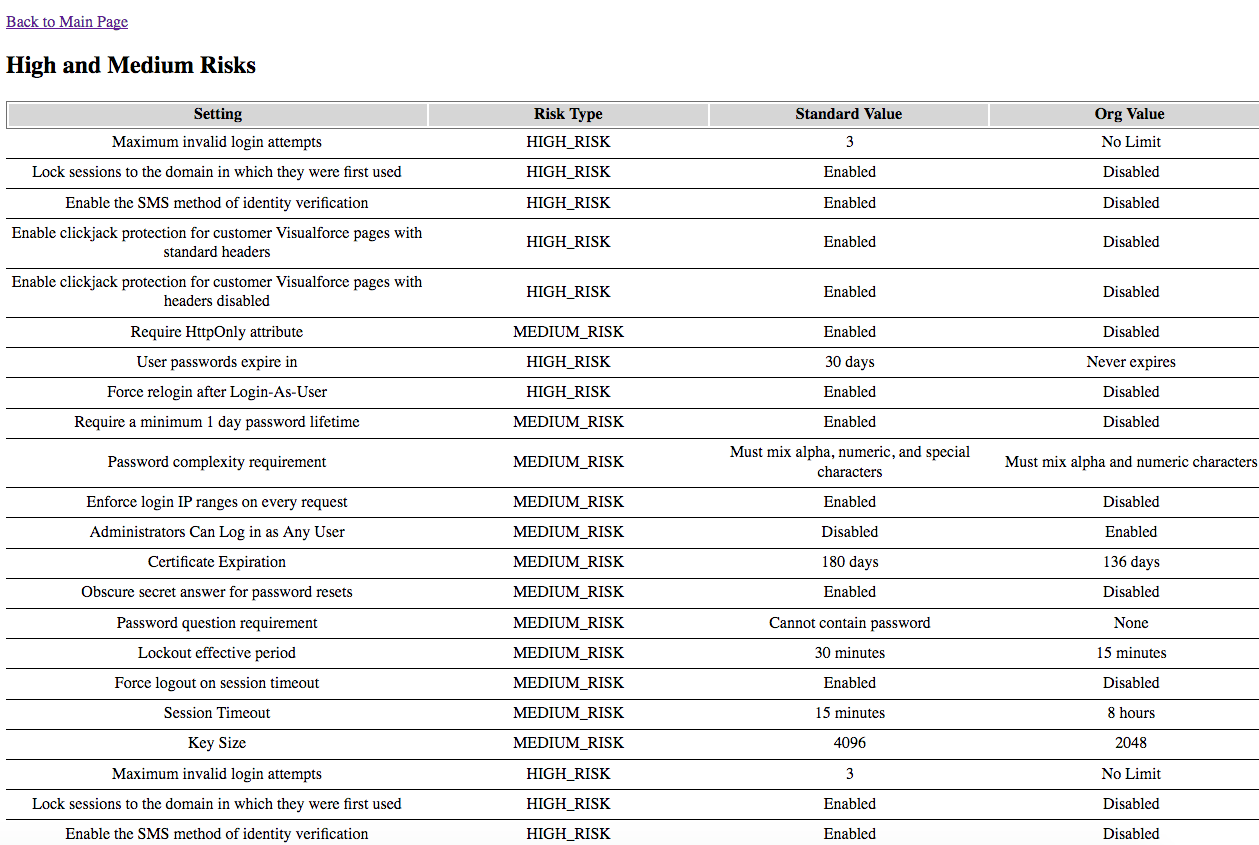 Back to Main Page
High and Medium Risks
Setting Risk Type Standard Value Org Value
Maximum invalid login attempts HIGH_RISK 3 No Limit
Lock sessions to the domain in which they were first used HIGH_RISK Enabled Disabled
Enable the SMS method of identity verification HIGH_RISK Enabled Disabled
Enable clickjack protection for customer Visualforce pages with
standard headers HIGH_RISK Enabled Disabled
Enable clickjack protection for customer Visualforce pages with
headers disabled HIGH_RISK Enabled Disabled
Require HttpOnly attribute MEDIUM_RISK Enabled Disabled
User passwords expire in HIGH_RISK 30 days Never expires
Force relogin after Login-As-User HIGH_RISK Enabled Disabled
Require a minimum 1 day password lifetime MEDIUM_RISK Enabled Disabled
Password complexity requirement MEDIUM_RISK Must mix alpha, numeric, and special
characters Must mix alpha and numeric characters
Enforce login IP ranges on every request MEDIUM_RISK Enabled Disabled
Administrators Can Log in as Any User MEDIUM_RISK Disabled Enabled
Certificate Expiration MEDIUM_RISK 180 days 136 days
Obscure secret answer for password resets MEDIUM_RISK Enabled Disabled
Password question requirement MEDIUM_RISK Cannot contain password None
Lockout effective period MEDIUM_RISK 30 minutes 15 minutes
Force logout on session timeout MEDIUM_RISK Enabled Disabled
Session Timeout MEDIUM_RISK 15 minutes 8 hours
Key Size MEDIUM_RISK 4096 2048
Maximum invalid login attempts HIGH_RISK 3 No Limit
Lock sessions to the domain in which they were first used HIGH_RISK Enabled Disabled
Enable the SMS method of identity verification HIGH_RISK Enabled Disabled